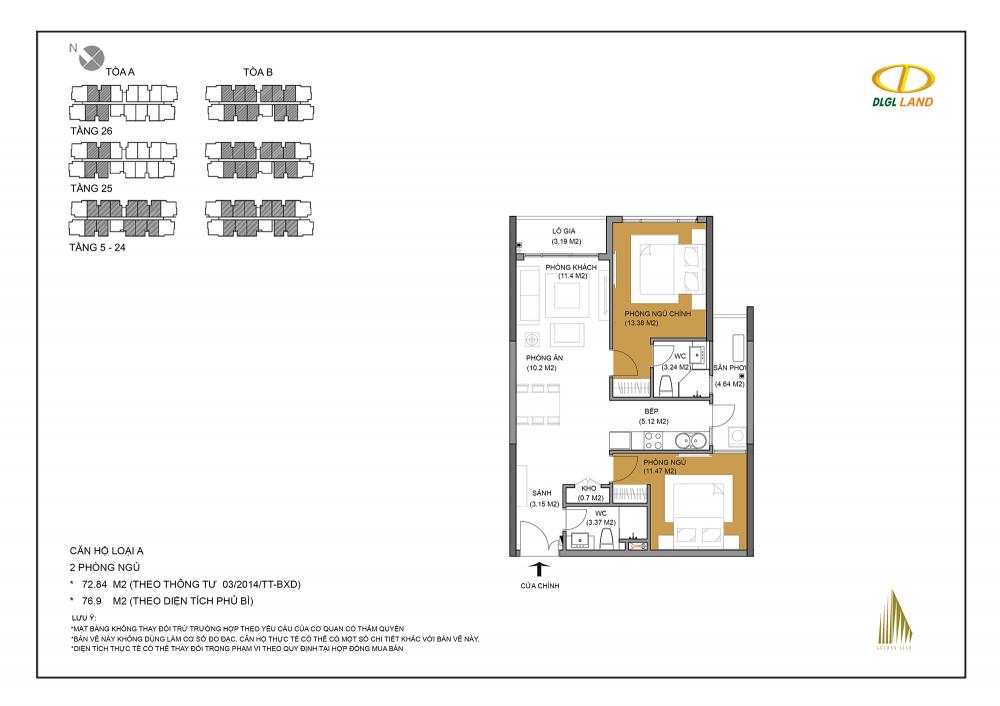 N
TÒA A
TÒA B
TẦNG 26
TẦNG 25
TẦNG 5 - 24
DLGL LAND
LÔ GIA
(3.19 M2)
PHÒNG KHÁCH
(11.4 M2)
PHÒNG NGỦ CHÍNH
(13.38 M2)
PHÒNG ĂN
(10.2 M2)
WC
(3.24 M2)
SÂN PHƠI
(4.64 M2)
BẾP
(5.12 M2)
PHÒNG NGỦ
(11.47 M2)
KHO
(0.7 M2)
SẢNH
(3.15 M2)
WC
(3.37 M2)
CỬA CHÍNH
CĂN HỘ LOẠI A
2 PHÒNG NGỦ
* 72.84 M2 (THEO THÔNG TƯ 03/2014/TT-BXD)
* 76.9 M2 (THEO DIỆN TÍCH PHỦ BÌ)
LƯU Ý:
*MẶT BẰNG KHÔNG THAY ĐỔI TRỪ TRƯỜNG HỢP THEO YÊU CẦU CỦA CƠ QUAN CÓ THẨM QUYỀN
*BẢN VẼ NÀY KHÔNG DÙNG LÀM CƠ SỞ ĐO ĐẠC. CĂN HỘ THỰC TẾ CÓ THỂ CÓ MỘT SỐ CHI TIẾT KHÁC VỚI BẢN VẼ NÀY.
*DIỆN TÍCH THỰC TẾ CÓ THỂ THAY ĐỔI TRONG PHẠM VI THEO QUY ĐỊNH TẠI HỢP ĐỒNG MUA BÁN
GOLDEN LAND